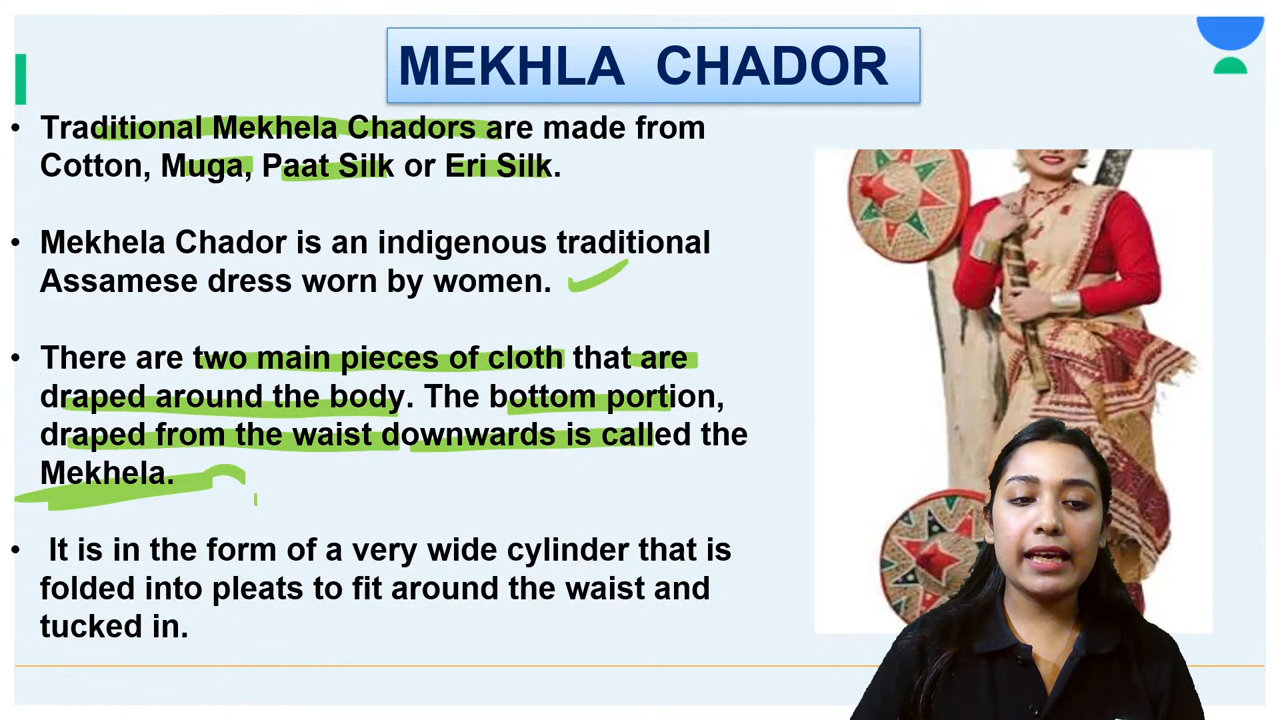 MEKHLA CHADOR
• Traditional Mekhela Chadors are made from
Cotton, Muga, Paat Silk or Eri Silk.
• Mekhela Chador is an indigenous traditional
Assamese dress worn by women.
• There are two main pieces of cloth that are
draped around the body. The bottom portion,
draped from the waist downwards is called the
Mekhela.
• It is in the form of a very wide cylinder that is
folded into pleats to fit around the waist and
tucked in.